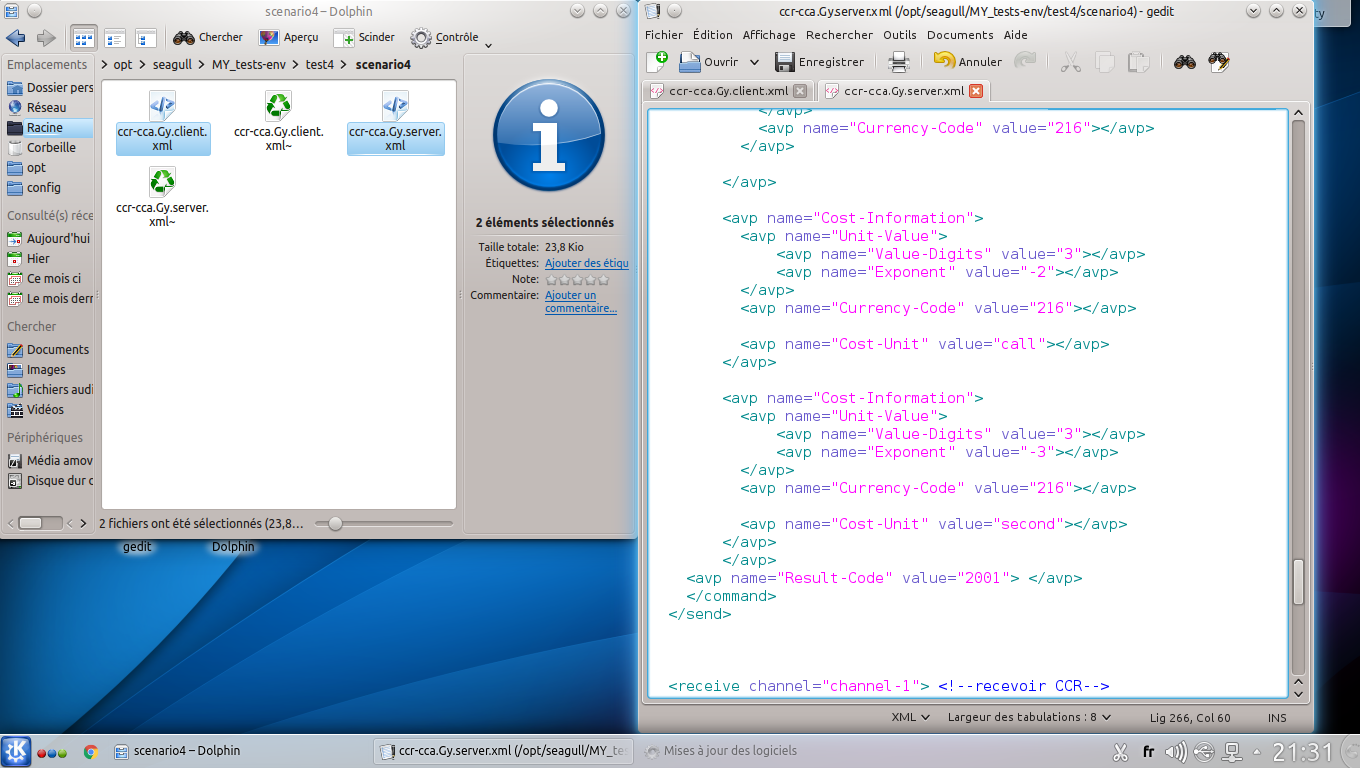 scenario4 – Dolphin
Chercher
Aperçu
Scinder
Contrôle
Emplacements
Dossier pers
Réseau
Racine
Corbeille
opt
config
Consulté(s) réce
Aujourd'hui
Hier
Ce mois ci
Le mois derr
Chercher
Documents
Images
Fichiers audi
Vidéos
Périphériques
Média amov
Disque dur c
> opt > seagull > MY_tests-env > test4 > scenario4
ccr-cca.Gy.client.
xml
ccr-cca.Gy.client.
xml~
ccr-cca.Gy.server.
xml
ccr-cca.Gy.server.
xml~
2 éléments sélectionnés
Taille totale: 23,8 Kio
Étiquettes: Ajouter des étiqu
Note:
Commentaire: Ajouter un
commentaire...
2 fichiers ont été sélectionnés (23,8...
gedit
Dolphin
ccr-cca.Gy.server.xml (/opt/seagull/MY_tests-env/test4/scenario4) - gedit
Fichier Édition Affichage Rechercher Outils Documents Aide
Ouvrir
Enregistrer
Annuler
ccr-cca.Gy.client.xml
ccr-cca.Gy.server.xml
</avp>
<avp name="Currency-Code" value="216"></avp>
</avp>
</avp>
<avp name="Cost-Information">
<avp name="Unit-Value">
<avp name="Value-Digits" value="3"></avp>
<avp name="Exponent" value="-2"></avp>
</avp>
<avp name="Currency-Code" value="216"></avp>
<avp name="Cost-Unit" value="call"></avp>
</avp>
<avp name="Cost-Information">
<avp name="Unit-Value">
<avp name="Value-Digits" value="3"></avp>
<avp name="Exponent" value="-3"></avp>
</avp>
<avp name="Currency-Code" value="216"></avp>
<avp name="Cost-Unit" value="second"></avp>
</avp>
</avp>
<avp name="Result-Code" value="2001"> </avp>
</command>
</send>
<receive channel="channel-1"> <!--recevoir CCR-->
XML
Largeur des tabulations : 8
Lig 266, Col 60
INS
ty
scenario4 – Dolphin
ccr-cca.Gy.server.xml (/opt/seagull/MY_tes
Mises à jour des logiciels
fr
21:31